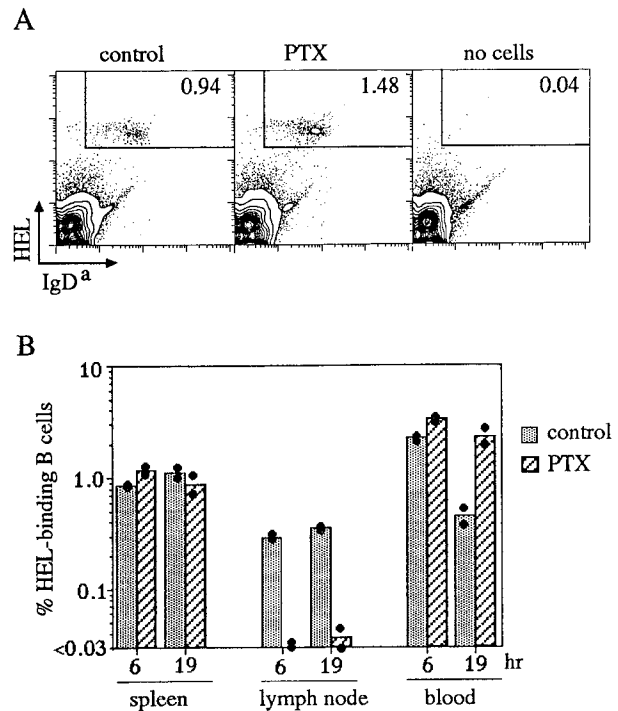 A
control PTX no cells
0.94 1.48 0.04
HEL
IgD a
B
% HEL-binding B cells
10
1.0
0.1
<0.03
control
PTX
6 19 6 19 6 19 hr
spleen lymph node blood